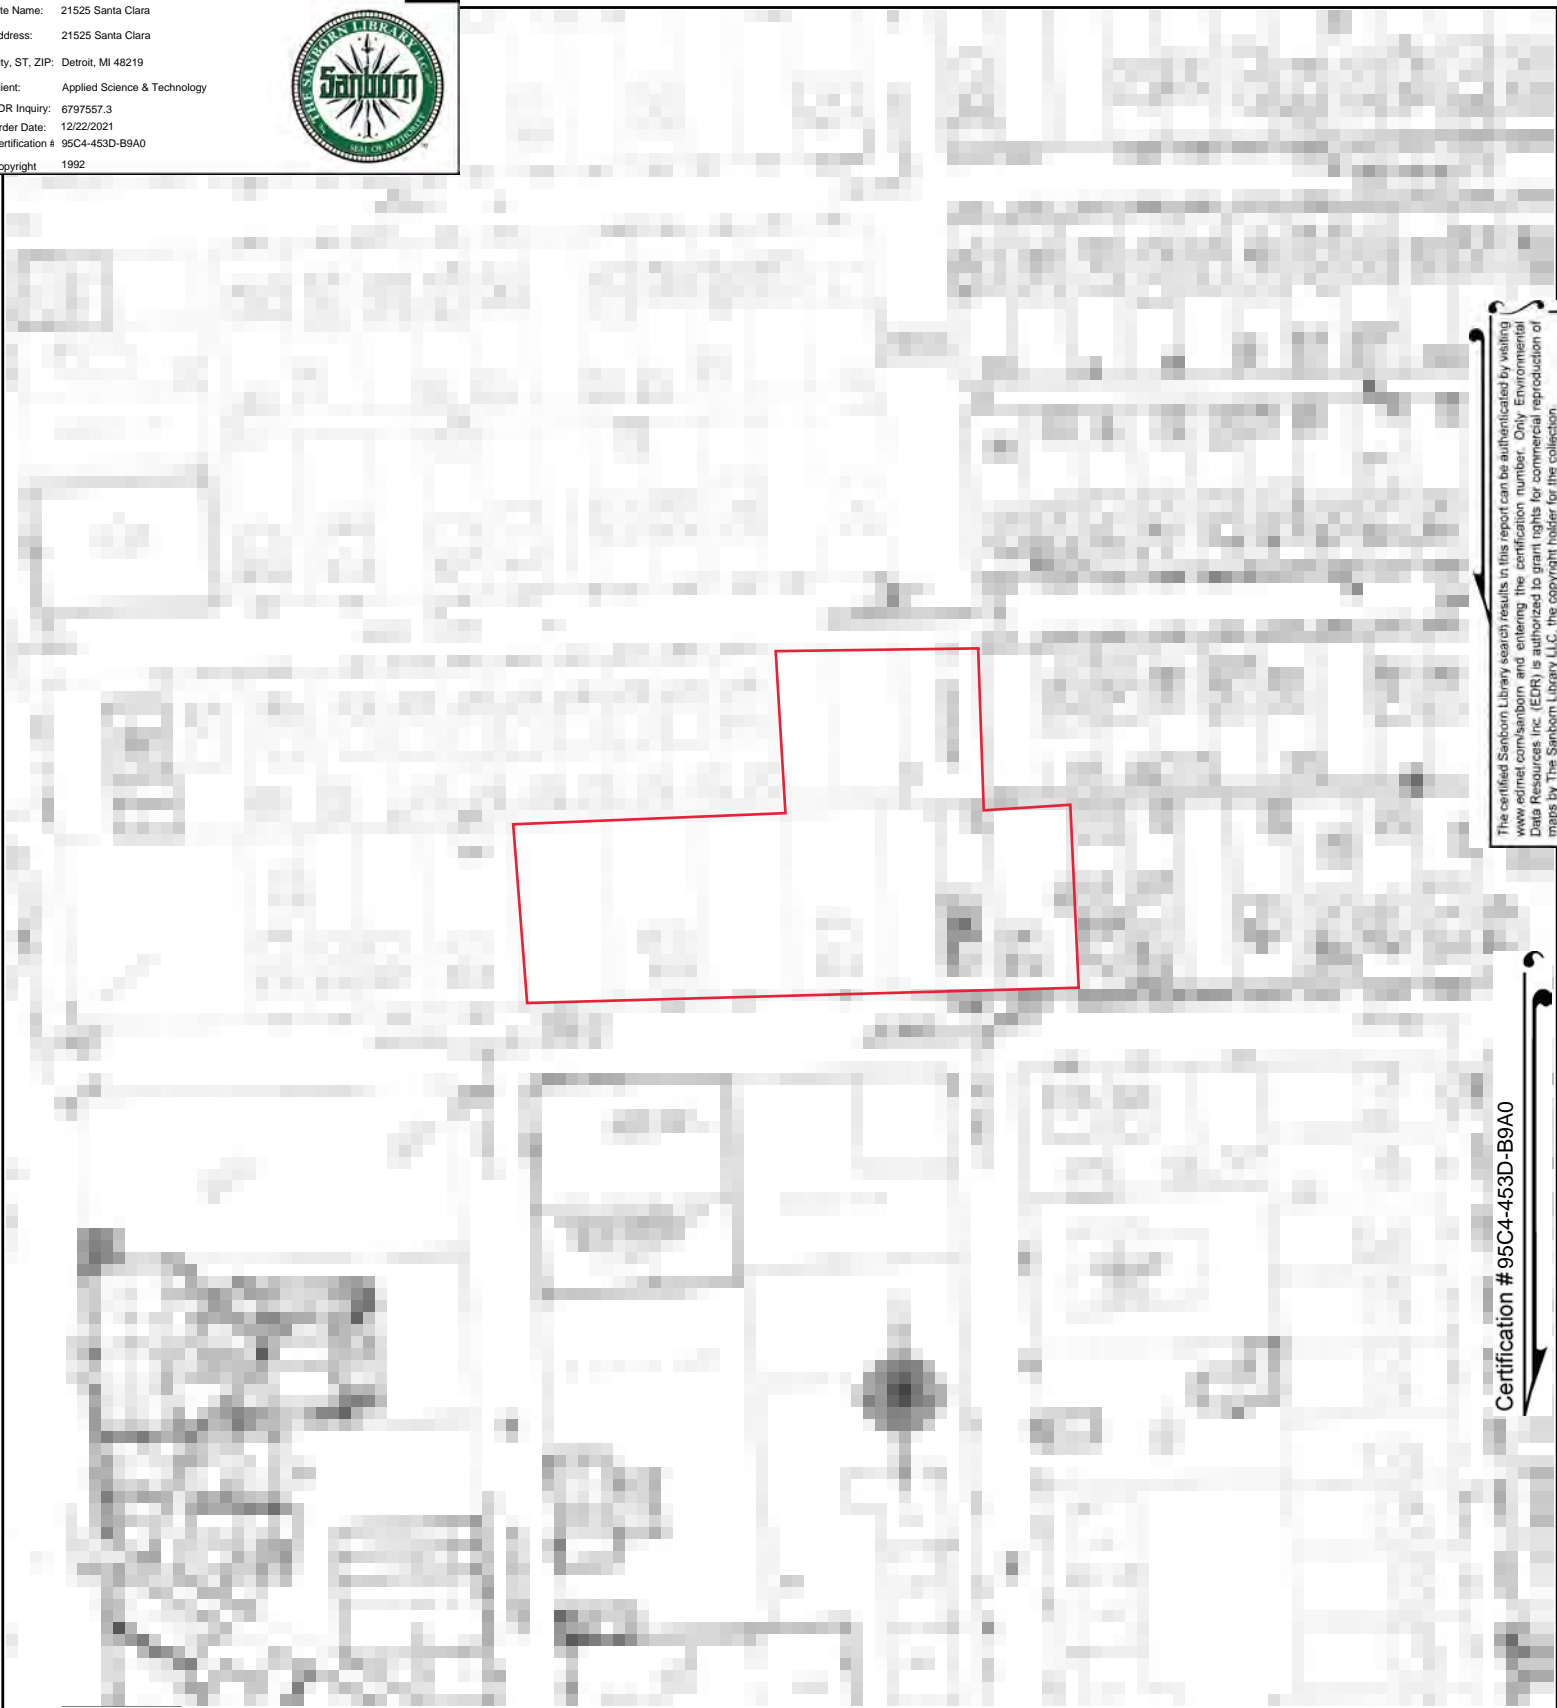 te Name: 21525 Santa Clara
ddress: 21525 Santa Clara
ty, ST, ZIP: Detroit, MI 48219
ient: Applied Science & Technology
DR Inquiry: 6797557.3
rder Date: 12/22/2021
ertification # 95C4-453D-B9A0
opyright 1992
THE SANBORN LIBRARY LLC
Sanborn
SEAL OF AUTHORITY
The certified Sanborn Library search results in this report can be authenticated by visiting
www.edrnet.com/sanborn and entering the certification number. Only Environmental
Data Resources Inc. (EDR) is authorized to grant rights for commercial reproduction of
maps by The Sanborn Library LLC, the copyright holder for the collection.
Certification # 95C4-453D-B9A0